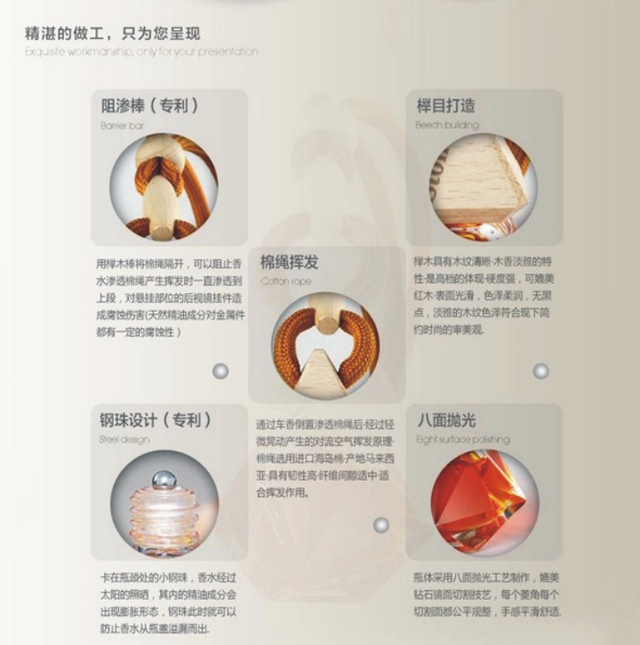 精湛的做工，只为您呈现
Exquisite workmanship, only for your presentation
阻渗棒（专利）
Barrier bar
用榉木棒将棉绳隔开，可以阻止香
水渗透棉绳产生挥发时一直渗透到
上段，对悬挂部位的后视镜挂件造
成腐蚀伤害(天然精油成分对金属件
都有一定的腐蚀性）
榉目打造
Beech building
榉木具有木纹清晰·木香淡雅的特
性·是高档的体现·硬度强，可媲美
红木·表面光滑，色泽柔润，无黑
点，淡雅的木纹色泽符合现下简
约时尚的审美观.
棉绳挥发
Cotton rope
通过车香倒置渗透棉绳后·经过轻
微晃动产生的对流空气挥发原理·
棉绳选用进口海岛棉·产地马来西
亚·具有韧性高·纤维间隙适中·适
合挥发作用。
钢珠设计（专利）
Steel design
卡在瓶颈处的小钢珠，香水经过
太阳的照晒，其内的精油成分会
出现膨胀形态，钢珠此时就可以
防止香水从瓶盖溢漏而出.
八面抛光
Eight surface polishing
瓶体采用八面抛光工艺制作，媲美
钻石镜面切割技艺，每个菱角每个
切割面都公平规整，手感平滑舒适.